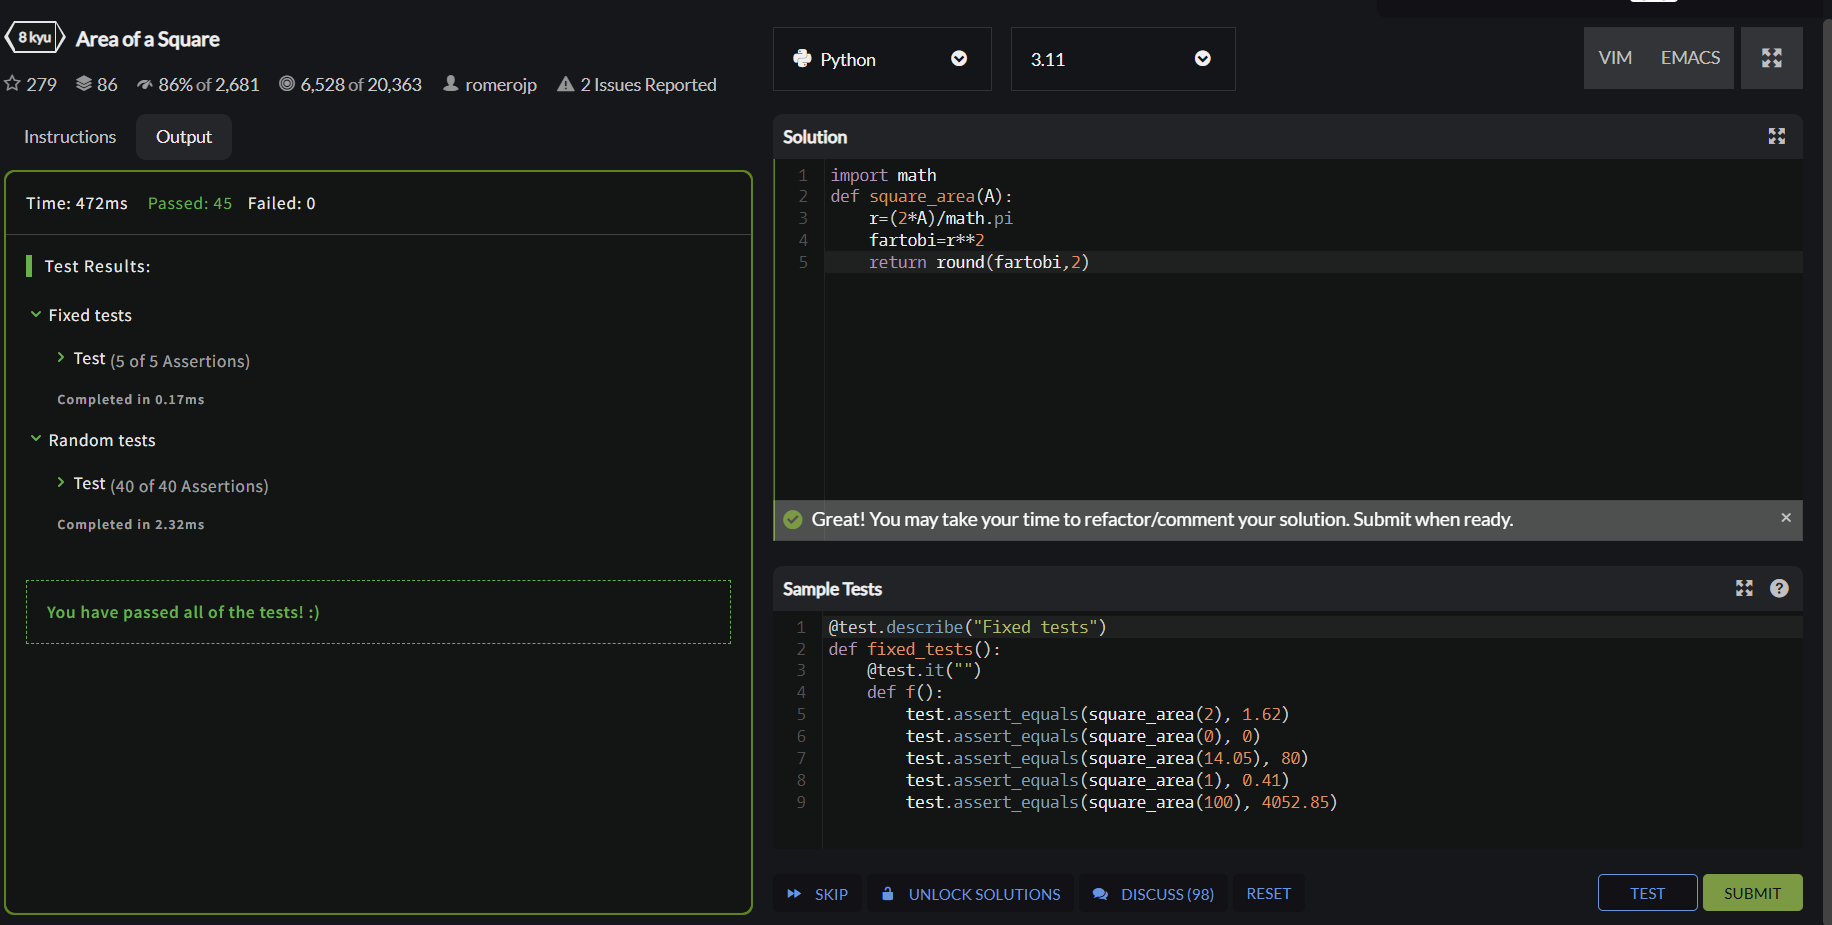 8 kyu Area of a Square
279 86 86% of 2,681 6,528 of 20,363 romerojp 2 Issues Reported
Instructions Output
Time: 472ms Passed: 45 Failed: 0
Test Results:
Fixed tests
Test (5 of 5 Assertions)
Completed in 0.17ms
Random tests
Test (40 of 40 Assertions)
Completed in 2.32ms
You have passed all of the tests! :)
Python 3.11 VIM EMACS
Solution
1 import math
2 def square_area(A):
3     r=(2*A)/math.pi
4     fartobi=r**2
5     return round(fartobi,2)
Great! You may take your time to refactor/comment your solution. Submit when ready. ×
Sample Tests ?
1 @test.describe("Fixed tests")
2 def fixed_tests():
3     @test.it("")
4     def f():
5         test.assert_equals(square_area(2), 1.62)
6         test.assert_equals(square_area(0), 0)
7         test.assert_equals(square_area(14.05), 80)
8         test.assert_equals(square_area(1), 0.41)
9         test.assert_equals(square_area(100), 4052.85)
SKIP UNLOCK SOLUTIONS DISCUSS (98) RESET TEST SUBMIT